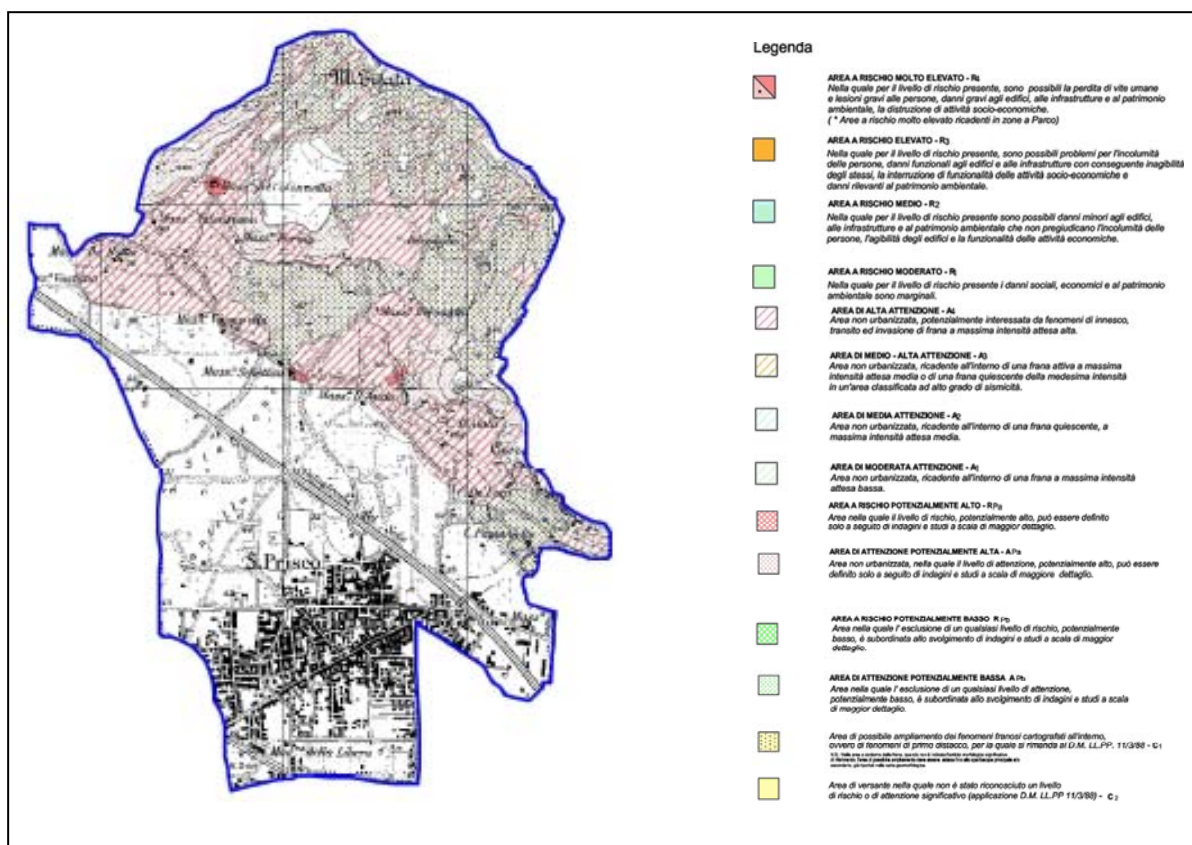 Legenda
AREA A RISCHIO MOLTO ELEVATO - R4
Nella quale per il livello di rischio presente, sono possibili la perdita di vite umane
e lesioni gravi alle persone, danni gravi agli edifici, alle infrastrutture e al patrimonio
ambientale, la distruzione di attività socio-economiche.
( * Aree a rischio molto elevato ricadenti in zone a Parco)
AREA A RISCHIO ELEVATO - R3
Nella quale per il livello di rischio presente, sono possibili problemi per l'incolumità
delle persone, danni funzionali agli edifici e alle infrastrutture con conseguente inagibilità
degli stessi, la interruzione di funzionalità delle attività socio-economiche e
danni rilevanti al patrimonio ambientale.
AREA A RISCHIO MEDIO - R2
Nella quale per il livello di rischio presente sono possibili danni minori agli edifici,
alle infrastrutture e al patrimonio ambientale che non pregiudicano l'incolumità delle
persone, l'agibilità degli edifici e la funzionalità delle attività economiche.
AREA A RISCHIO MODERATO - R1
Nella quale per il livello di rischio presente i danni sociali, economici e al patrimonio
ambientale sono marginali.
AREA DI ALTA ATTENZIONE - A4
Area non urbanizzata, potenzialmente interessata da fenomeni di innesco,
transito ed invasione di frana a massima intensità attesa alta.
AREA DI MEDIO - ALTA ATTENZIONE - A3
Area non urbanizzata, ricadente all'interno di una frana attiva a massima
intensità attesa media o di una frana quiescente della medesima intensità
in un'area classificata ad alto grado di sismicità.
AREA DI MEDIA ATTENZIONE - A2
Area non urbanizzata, ricadente all'interno di una frana quiescente, a
massima intensità attesa media.
AREA DI MODERATA ATTENZIONE - A1
Area non urbanizzata, ricadente all'interno di una frana a massima intensità
attesa bassa.
AREA A RISCHIO POTENZIALMENTE ALTO - RPa
Area nella quale il livello di rischio, potenzialmente alto, può essere definito
solo a seguito di indagini e studi a scala di maggior dettaglio.
AREA DI ATTENZIONE POTENZIALMENTE ALTA - APa
Area non urbanizzata, nella quale il livello di attenzione, potenzialmente alto, può essere
definito solo a seguito di indagini e studi a scala di maggiore dettaglio.
AREA A RISCHIO POTENZIALMENTE BASSO RPb
Area nella quale l' esclusione di un qualsiasi livello di rischio, potenzialmente
basso, è subordinata allo svolgimento di indagini e studi a scala di maggior
dettaglio.
AREA DI ATTENZIONE POTENZIALMENTE BASSA APb
Area nella quale l' esclusione di un qualsiasi livello di attenzione,
potenzialmente basso, è subordinata allo svolgimento di indagini e studi a scala
di maggior dettaglio.
Area di possibile ampliamento dei fenomeni franosi cartografati all'interno,
ovvero di fenomeni di primo distacco, per la quale si rimanda al D.M. LL.PP. 11/3/88 - C1
Area di versante nella quale non è stato riconosciuto un livello
di rischio o di attenzione significativo (applicazione D.M. LL.PP 11/3/88) - C2
S. Prisco